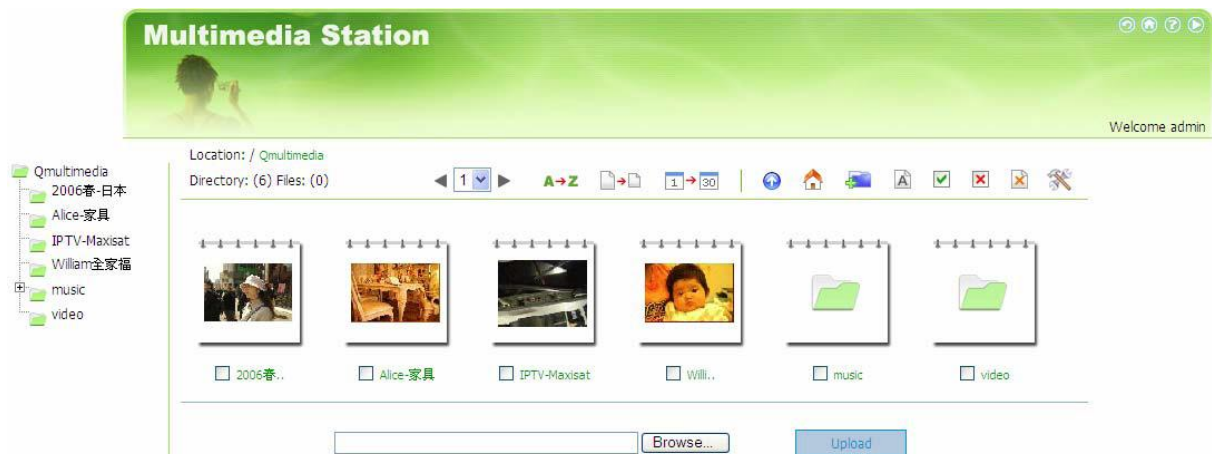 Multimedia Station
Welcome admin
Qmultimedia
2006春-日本
Alice-家具
IPTV-Maxisat
William全家福
music
video
Location: / Qmultimedia
Directory: (6) Files: (0)
1
A→Z
1→30
A
2006春..
Alice-家具
IPTV-Maxisat
Willi..
music
video
Browse...
Upload